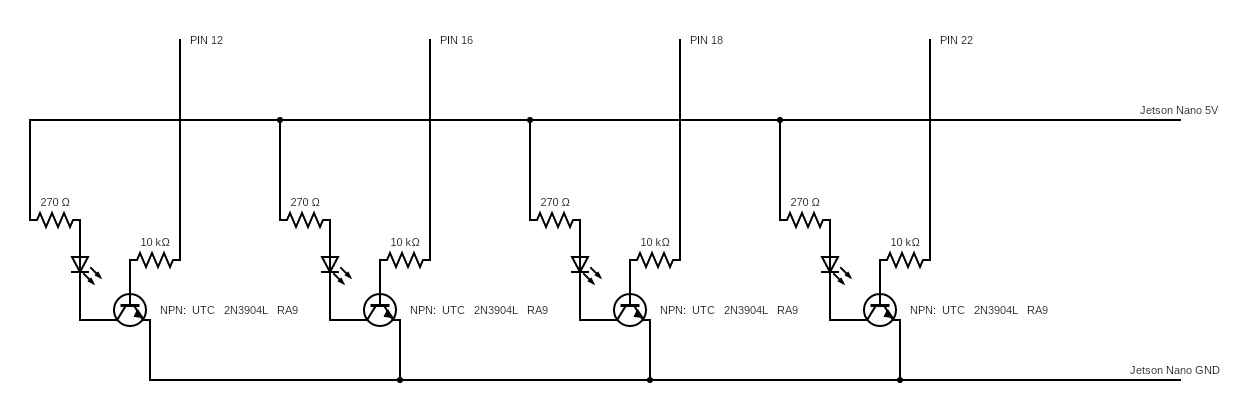 PIN 12
PIN 16
PIN 18
PIN 22
Jetson Nano 5V
270 Ω
270 Ω
270 Ω
270 Ω
10 kΩ
10 kΩ
10 kΩ
10 kΩ
NPN: UTC 2N3904L RA9
NPN: UTC 2N3904L RA9
NPN: UTC 2N3904L RA9
NPN: UTC 2N3904L RA9
Jetson Nano GND